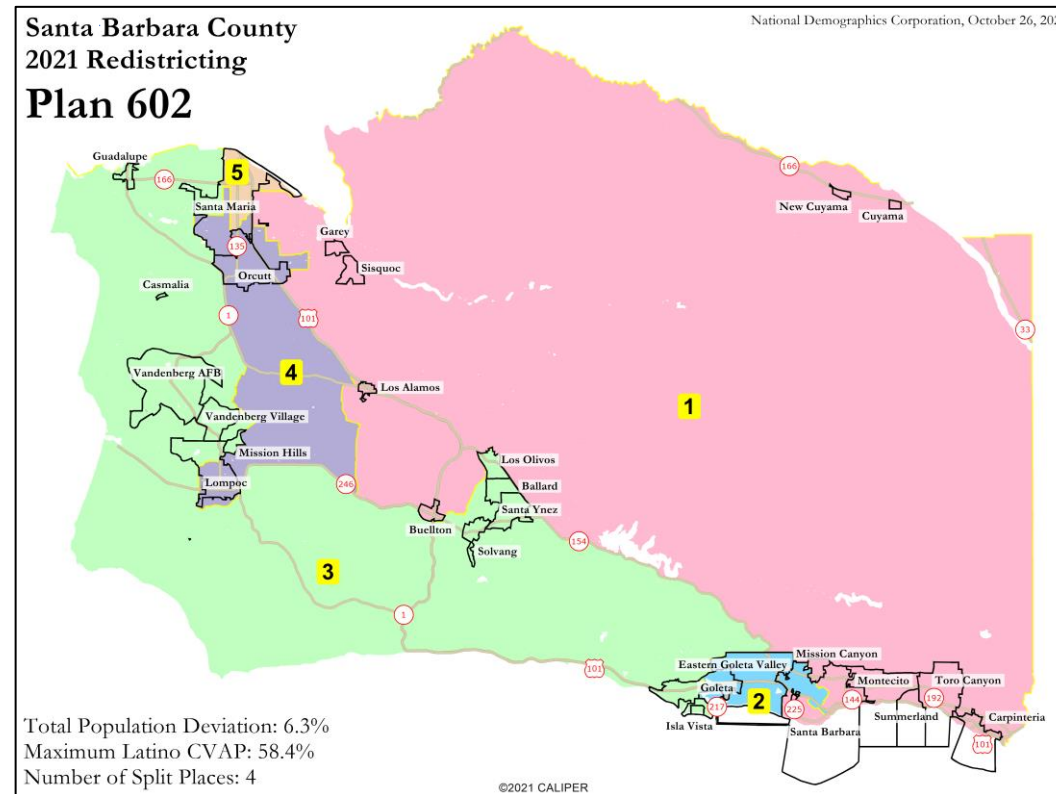 Santa Barbara County
2021 Redistricting
Plan 602
National Demographics Corporation, October 26, 202
Guadalupe
166
5
Santa Maria
135
Orcutt
Garey
Sisquoc
166
New Cuyama
Cuyama
33
Casmalia
1
101
4
Vandenberg AFB
Vandenberg Village
Mission Hills
Lompoc
246
Los Alamos
1
Los Olivos
Ballard
Santa Ynez
Buellton
Solvang
154
3
1
101
Eastern Goleta Valley
Mission Canyon
Goleta
2
Montecito
Toro Canyon
217
225
144
192
Isla Vista
Santa Barbara
Summerland
Carpinteria
101
Total Population Deviation: 6.3%
Maximum Latino CVAP: 58.4%
Number of Split Places: 4
©2021 CALIPER